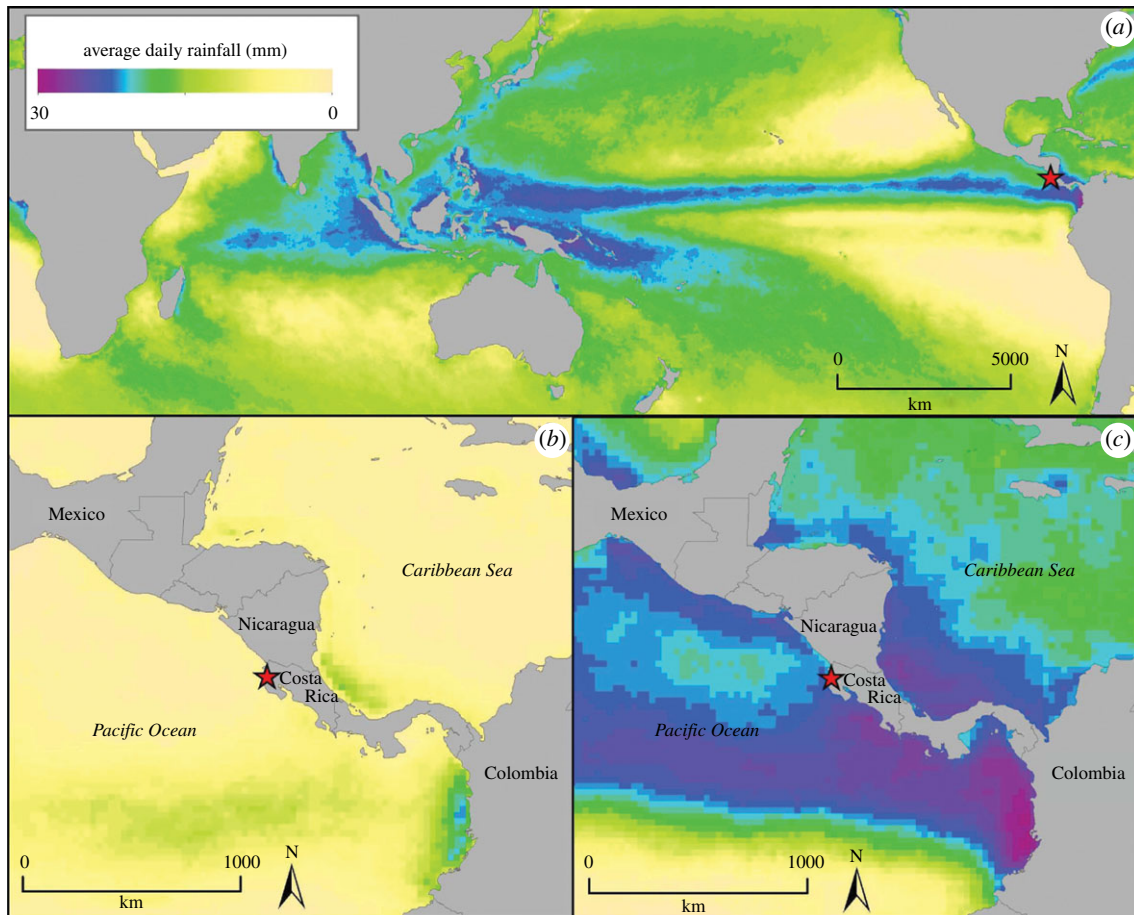 (a)
average daily rainfall (mm)
30 0
0 5000
km
N
(b)
Mexico
Caribbean Sea
Nicaragua
Costa
Rica
Pacific Ocean
Colombia
0 1000
km
N
(c)
Mexico
Caribbean Sea
Nicaragua
Costa
Rica
Pacific Ocean
Colombia
0 1000
km
N